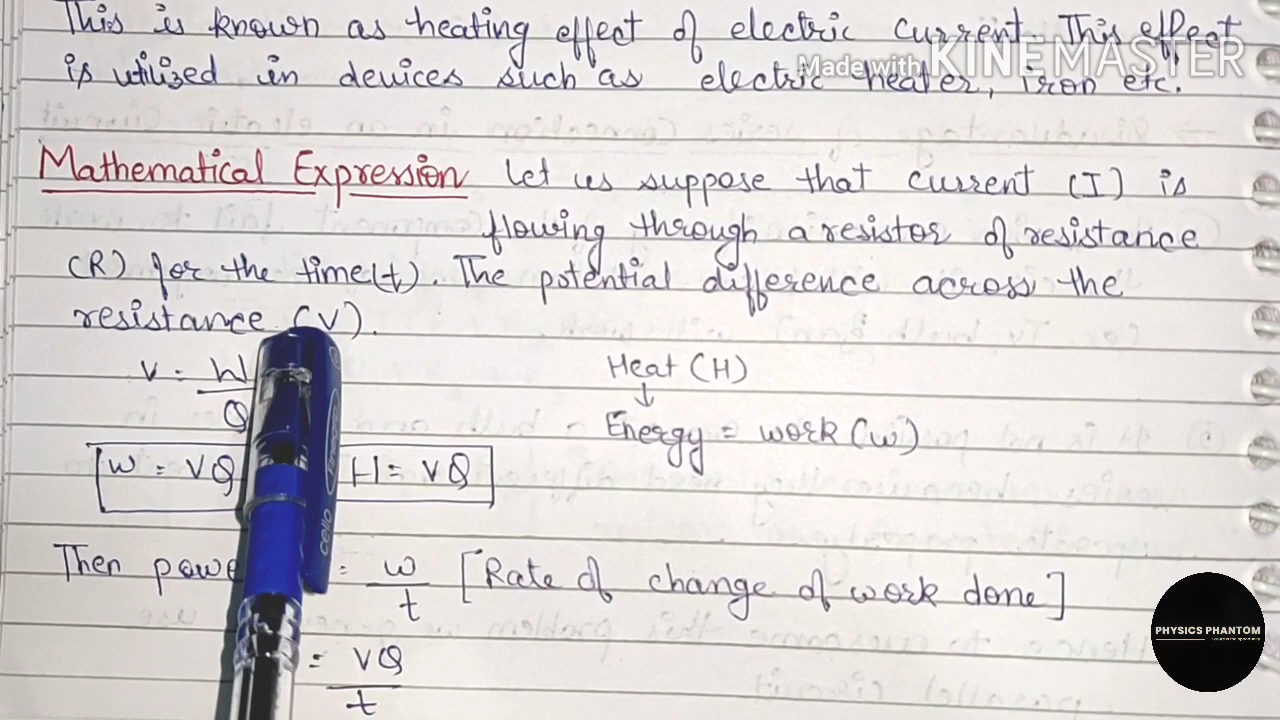 This is known as heating effect of electric current. This effect
Made with KINEMASTER
is utilized in devices such as electric heater, iron etc.
Mathematical Expression Let us suppose that current (I) is
flowing through a resistor of resistance
(R) for the time(t). The potential difference across the
resistance (V).
V = W
Q
Heat (H)
↓
Energy = work (w)
W = VQ H = VQ
cello
Then powe = w [Rate of change of work done]
t
= VQ
t
PHYSICS PHANTOM